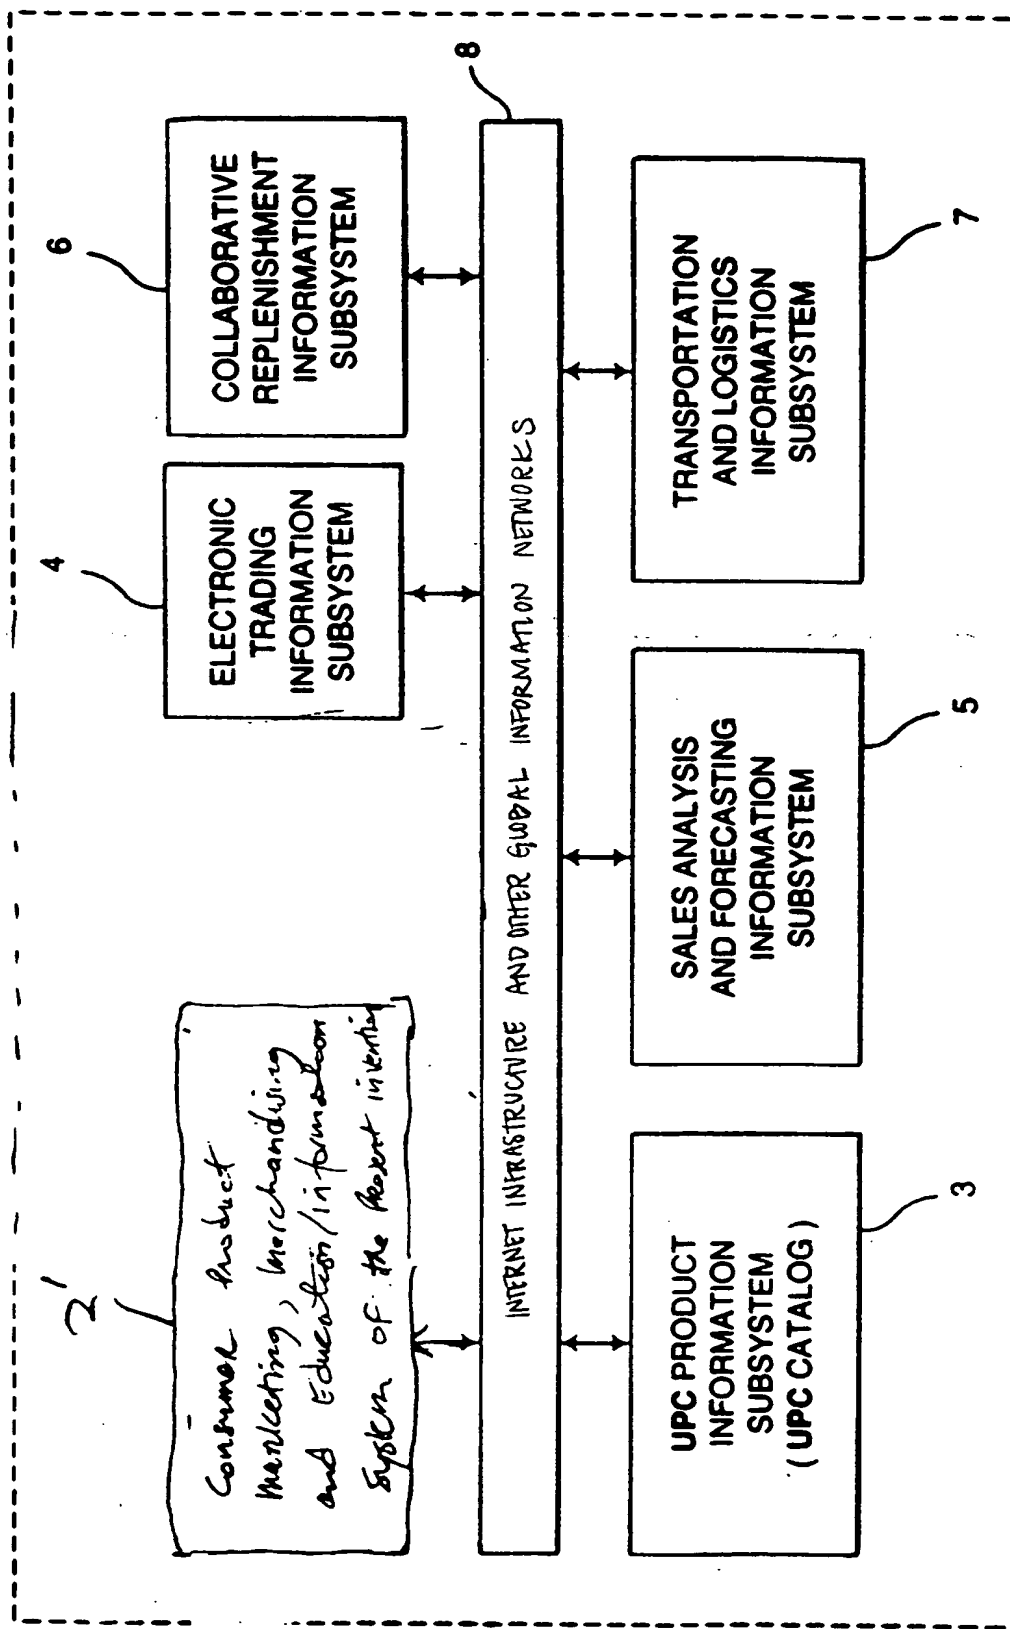 2'
Consumer Product
Marketing, Merchandising
and Education/information
System of the Present invention
4
ELECTRONIC
TRADING
INFORMATION
SUBSYSTEM
6
COLLABORATIVE
REPLENISHMENT
INFORMATION
SUBSYSTEM
8
INTERNET INFRASTRUCTURE AND OTHER GLOBAL INFORMATION NETWORKS
UPC PRODUCT
INFORMATION
SUBSYSTEM
(UPC CATALOG)
3
SALES ANALYSIS
AND FORECASTING
INFORMATION
SUBSYSTEM
5
TRANSPORTATION
AND LOGISTICS
INFORMATION
SUBSYSTEM
7